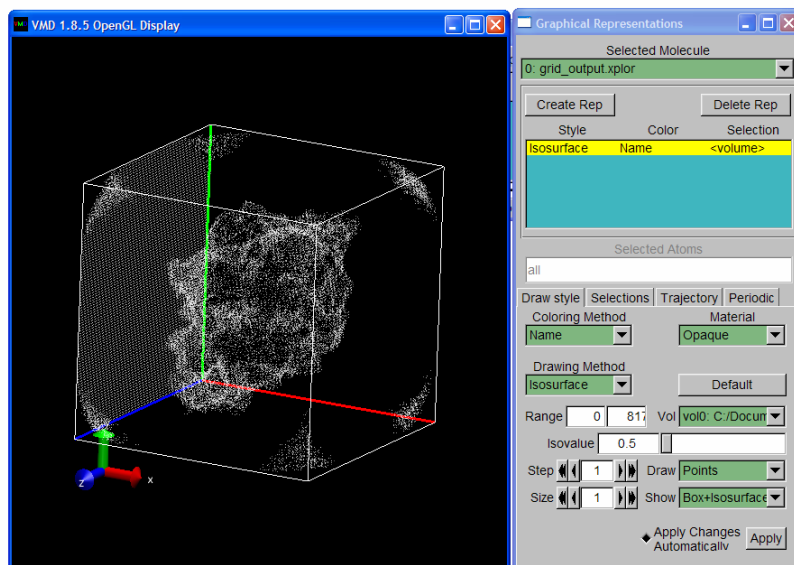 VMD 1.8.5 OpenGL Display
z
x
Graphical Representations
Selected Molecule
0: grid_output.xplor
Create Rep Delete Rep
Style Color Selection
Isosurface Name <volume>
Selected Atoms
all
Draw style Selections Trajectory Periodic
Coloring Method Material
Name Opaque
Drawing Method
Isosurface Default
Range 0 817 Vol vol0: C:/Docum
Isovalue 0.5
Step 1 Draw Points
Size 1 Show Box+Isosurface
Apply Changes
Automatically Apply